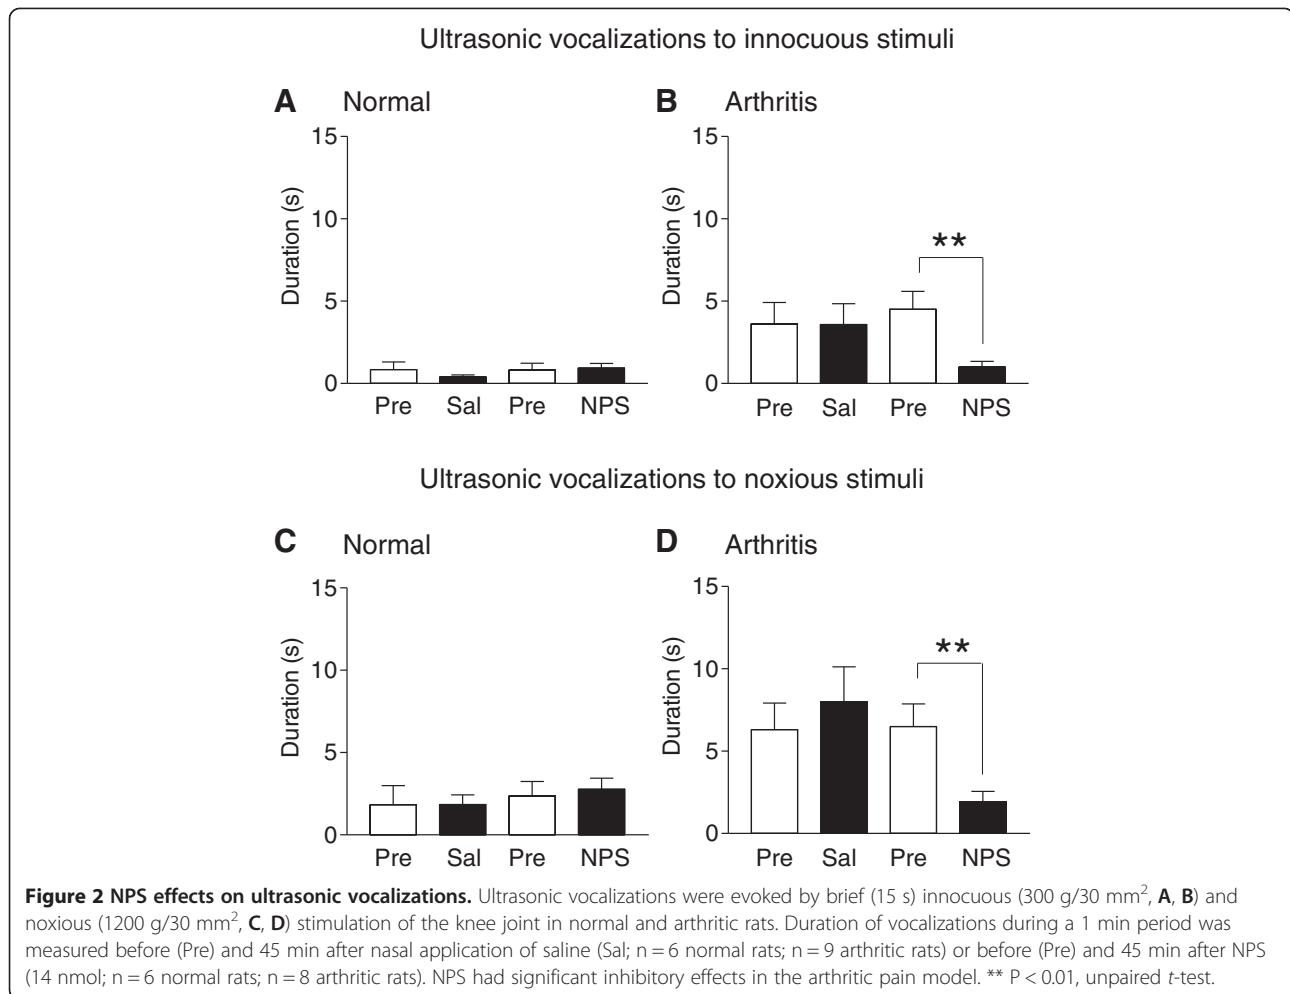 Ultrasonic vocalizations to innocuous stimuli
A Normal
B Arthritis
15
10
5
0
Duration (s)
Pre Sal Pre NPS
15
10
5
0
Duration (s)
**
Pre Sal Pre NPS
Ultrasonic vocalizations to noxious stimuli
C Normal
D Arthritis
15
10
5
0
Duration (s)
Pre Sal Pre NPS
15
10
5
0
Duration (s)
**
Pre Sal Pre NPS
Figure 2 NPS effects on ultrasonic vocalizations. Ultrasonic vocalizations were evoked by brief (15 s) innocuous (300 g/30 mm², A, B) and
noxious (1200 g/30 mm², C, D) stimulation of the knee joint in normal and arthritic rats. Duration of vocalizations during a 1 min period was
measured before (Pre) and 45 min after nasal application of saline (Sal; n = 6 normal rats; n = 9 arthritic rats) or before (Pre) and 45 min after NPS
(14 nmol; n = 6 normal rats; n = 8 arthritic rats). NPS had significant inhibitory effects in the arthritic pain model. ** P < 0.01, unpaired t-test.